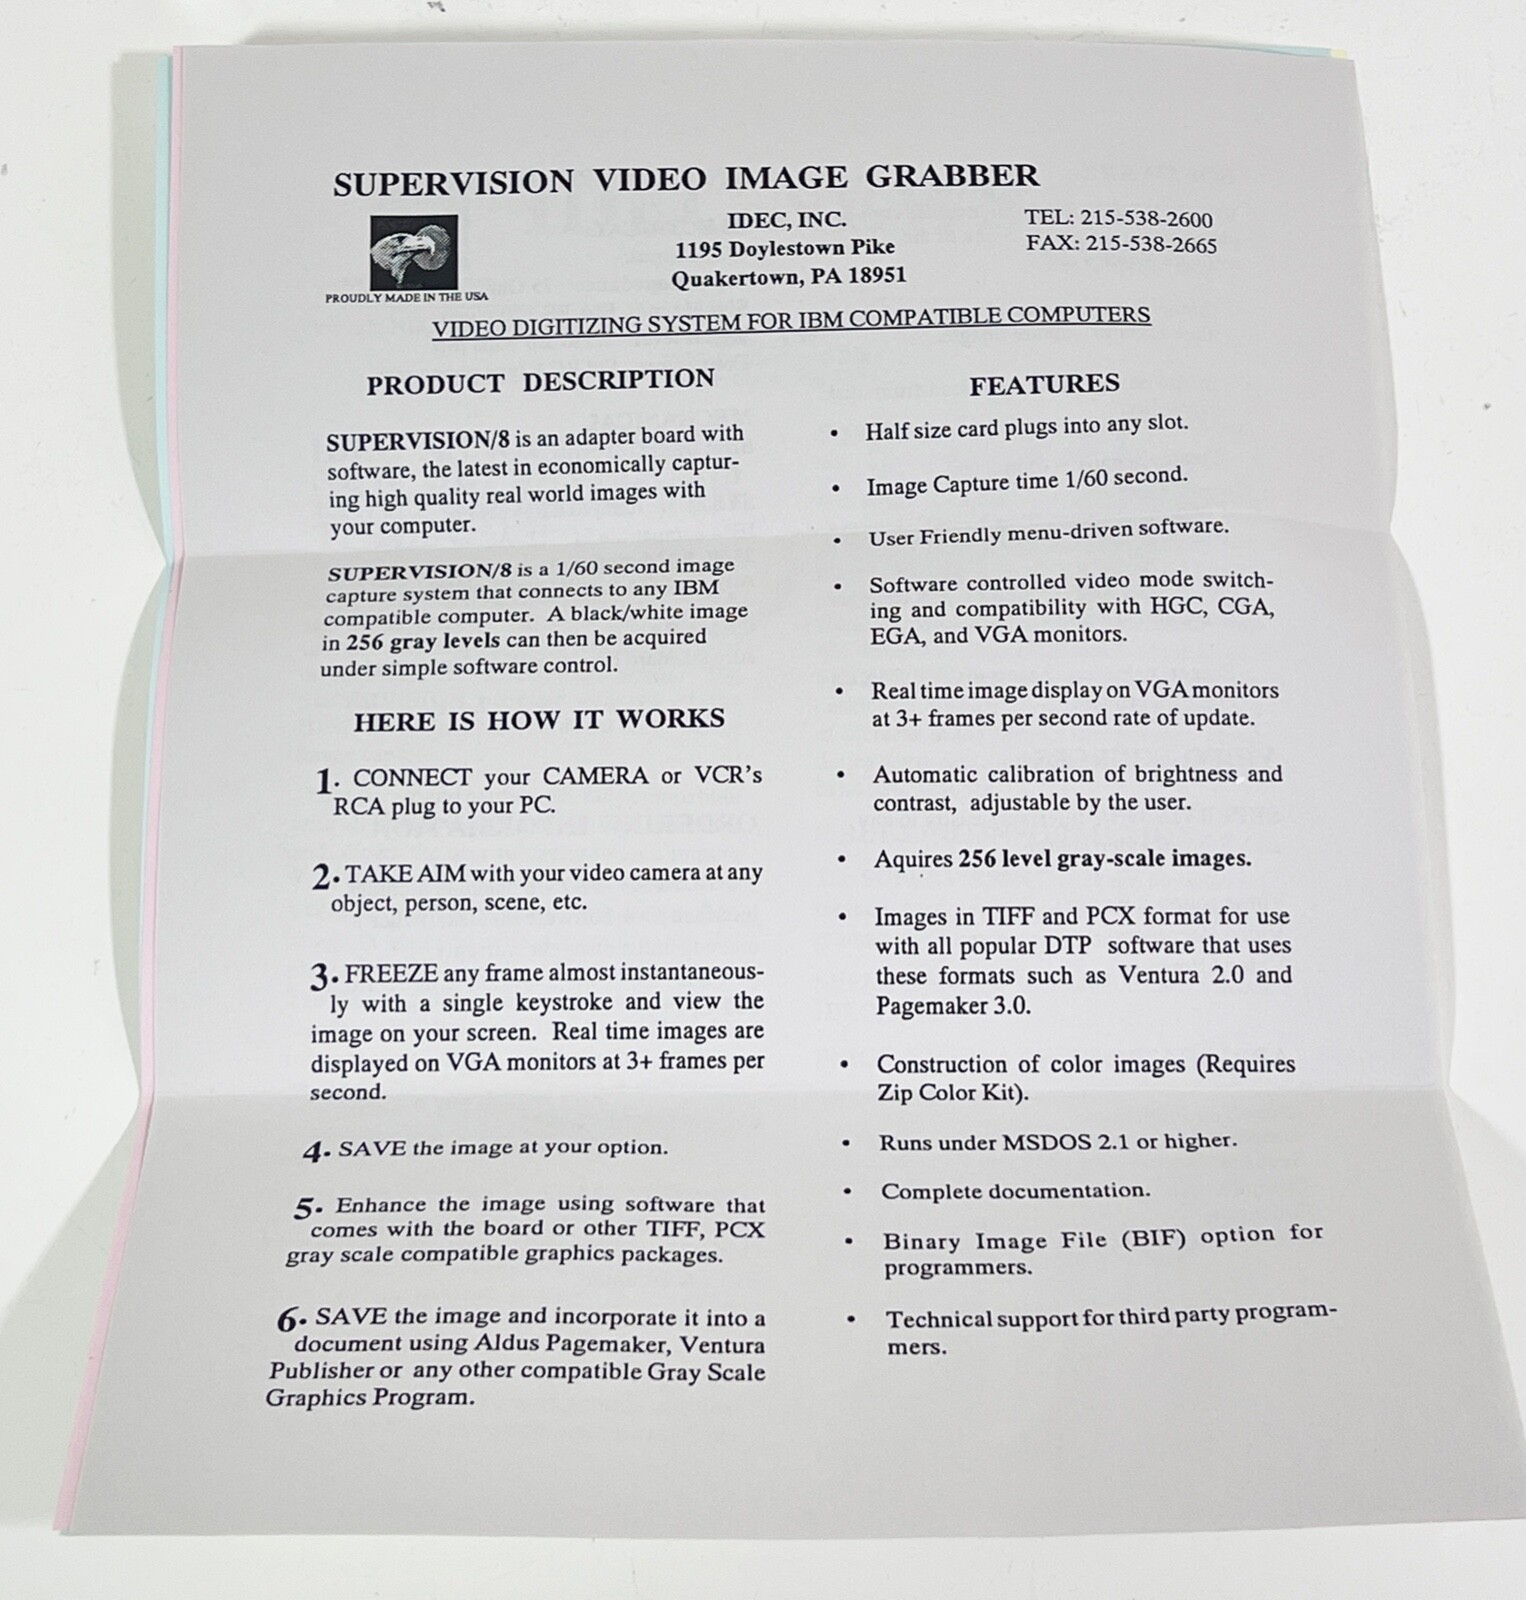 SUPERVISION VIDEO IMAGE GRABBER
IDEC, INC.
1195 Doylestown Pike
Quakertown, PA 18951
TEL: 215-538-2600
FAX: 215-538-2665
PROUDLY MADE IN THE USA
VIDEO DIGITIZING SYSTEM FOR IBM COMPATIBLE COMPUTERS
PRODUCT DESCRIPTION
SUPERVISION/8 is an adapter board with
software, the latest in economically captur-
ing high quality real world images with
your computer.
SUPERVISION/8 is a 1/60 second image
capture system that connects to any IBM
compatible computer. A black/white image
in 256 gray levels can then be acquired
under simple software control.
HERE IS HOW IT WORKS
1. CONNECT your CAMERA or VCR's
RCA plug to your PC.
2. TAKE AIM with your video camera at any
object, person, scene, etc.
3. FREEZE any frame almost instantaneous-
ly with a single keystroke and view the
image on your screen. Real time images are
displayed on VGA monitors at 3+ frames per
second.
4. SAVE the image at your option.
5. Enhance the image using software that
comes with the board or other TIFF, PCX
gray scale compatible graphics packages.
6. SAVE the image and incorporate it into a
document using Aldus Pagemaker, Ventura
Publisher or any other compatible Gray Scale
Graphics Program.
FEATURES
• Half size card plugs into any slot.
• Image Capture time 1/60 second.
• User Friendly menu-driven software.
• Software controlled video mode switch-
ing and compatibility with HGC, CGA,
EGA, and VGA monitors.
• Real time image display on VGA monitors
at 3+ frames per second rate of update.
• Automatic calibration of brightness and
contrast, adjustable by the user.
• Aquires 256 level gray-scale images.
• Images in TIFF and PCX format for use
with all popular DTP software that uses
these formats such as Ventura 2.0 and
Pagemaker 3.0.
• Construction of color images (Requires
Zip Color Kit).
• Runs under MSDOS 2.1 or higher.
• Complete documentation.
• Binary Image File (BIF) option for
programmers.
• Technical support for third party program-
mers.